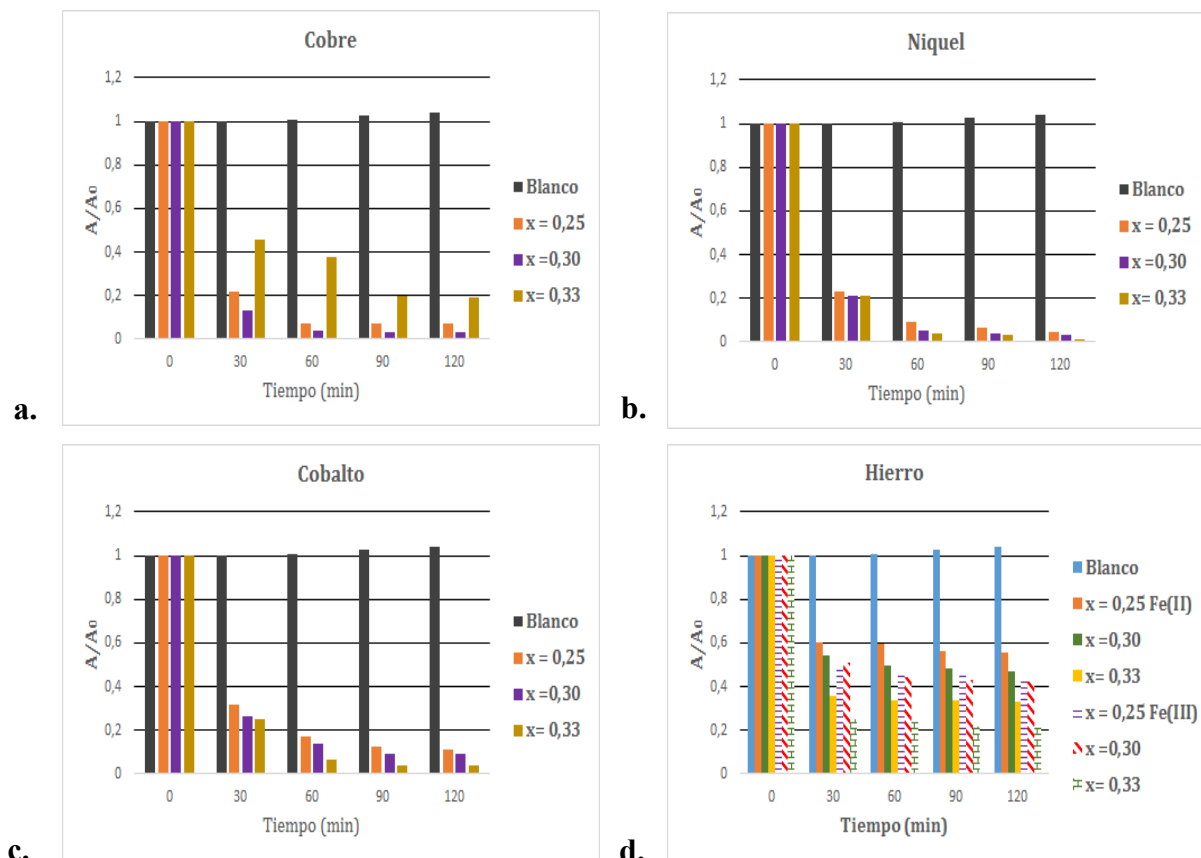 Cobre
1,2
1
0,8
0,6
0,4
0,2
0
A/A0
0 30 60 90 120
Tiempo (min)
Blanco
x = 0,25
x =0,30
x= 0,33
a.
Niquel
1,2
1
0,8
0,6
0,4
0,2
0
A/A0
0 30 60 90 120
Tiempo (min)
Blanco
x = 0,25
x =0,30
x= 0,33
b.
Cobalto
1,2
1
0,8
0,6
0,4
0,2
0
A/A0
0 30 60 90 120
Tiempo (min)
Blanco
x = 0,25
x =0,30
x= 0,33
c.
Hierro
1,2
1
0,8
0,6
0,4
0,2
0
A/A0
0 30 60 90 120
Tiempo (min)
Blanco
x = 0,25 Fe(II)
x =0,30
x= 0,33
x = 0,25 Fe(III)
x =0,30
x= 0,33
d.